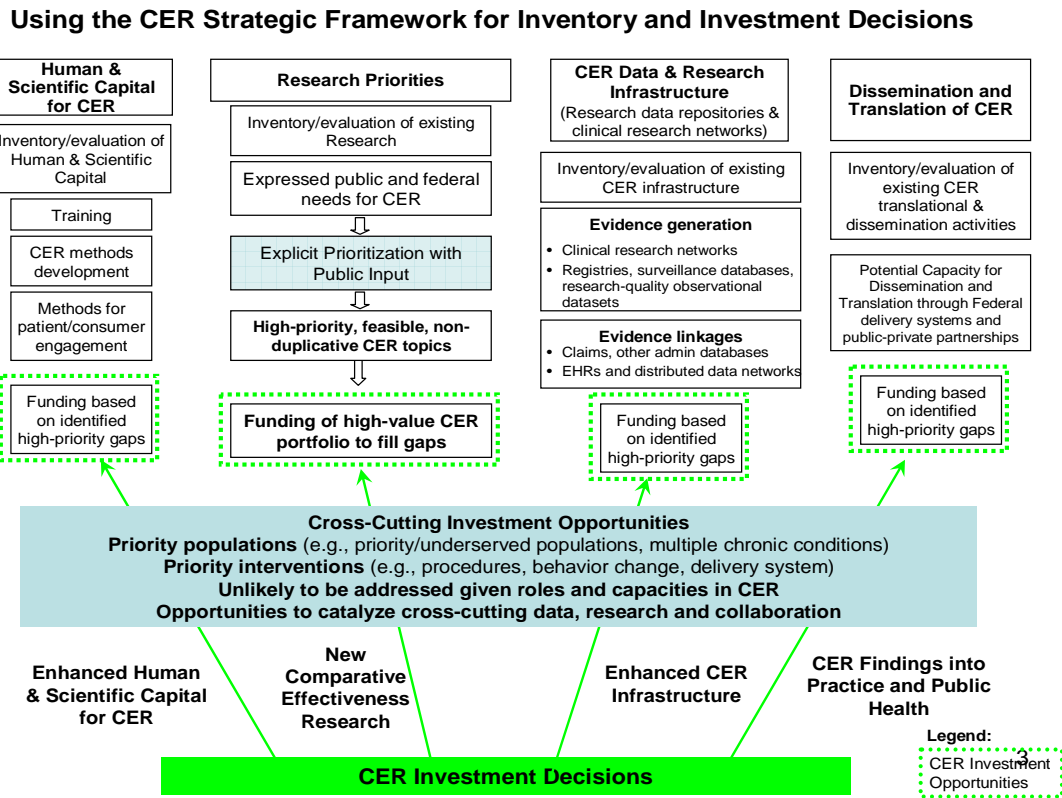 Using the CER Strategic Framework for Inventory and Investment Decisions
Human &
Scientific Capital
for CER
Inventory/evaluation of
Human & Scientific
Capital
Training
CER methods
development
Methods for
patient/consumer
engagement
Funding based
on identified
high-priority gaps
Research Priorities
Inventory/evaluation of existing
Research
Expressed public and federal
needs for CER
Explicit Prioritization with
Public Input
High-priority, feasible, non-
duplicative CER topics
Funding of high-value CER
portfolio to fill gaps
CER Data & Research
Infrastructure
(Research data repositories &
clinical research networks)
Inventory/evaluation of existing
CER infrastructure
Evidence generation
• Clinical research networks
• Registries, surveillance databases,
research-quality observational
datasets
Evidence linkages
• Claims, other admin databases
• EHRs and distributed data networks
Funding based
on identified
high-priority gaps
Dissemination and
Translation of CER
Inventory/evaluation of
existing CER
translational &
dissemination activities
Potential Capacity for
Dissemination and
Translation through Federal
delivery systems and
public-private partnerships
Funding based
on identified
high-priority gaps
Cross-Cutting Investment Opportunities
Priority populations (e.g., priority/underserved populations, multiple chronic conditions)
Priority interventions (e.g., procedures, behavior change, delivery system)
Unlikely to be addressed given roles and capacities in CER
Opportunities to catalyze cross-cutting data, research and collaboration
Enhanced Human
& Scientific Capital
for CER
New
Comparative
Effectiveness
Research
Enhanced CER
Infrastructure
CER Findings into
Practice and Public
Health
CER Investment Decisions
Legend:
CER Investment
Opportunities
3